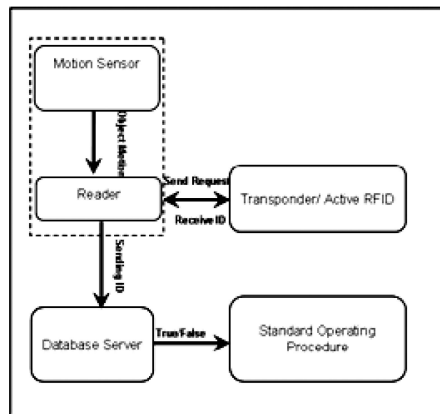 Motion Sensor
Object Motion
Reader
Send Request
Receive ID
Transponder/ Active RFID
Sending ID
Database Server
True/False
Standard Operating
Procedure